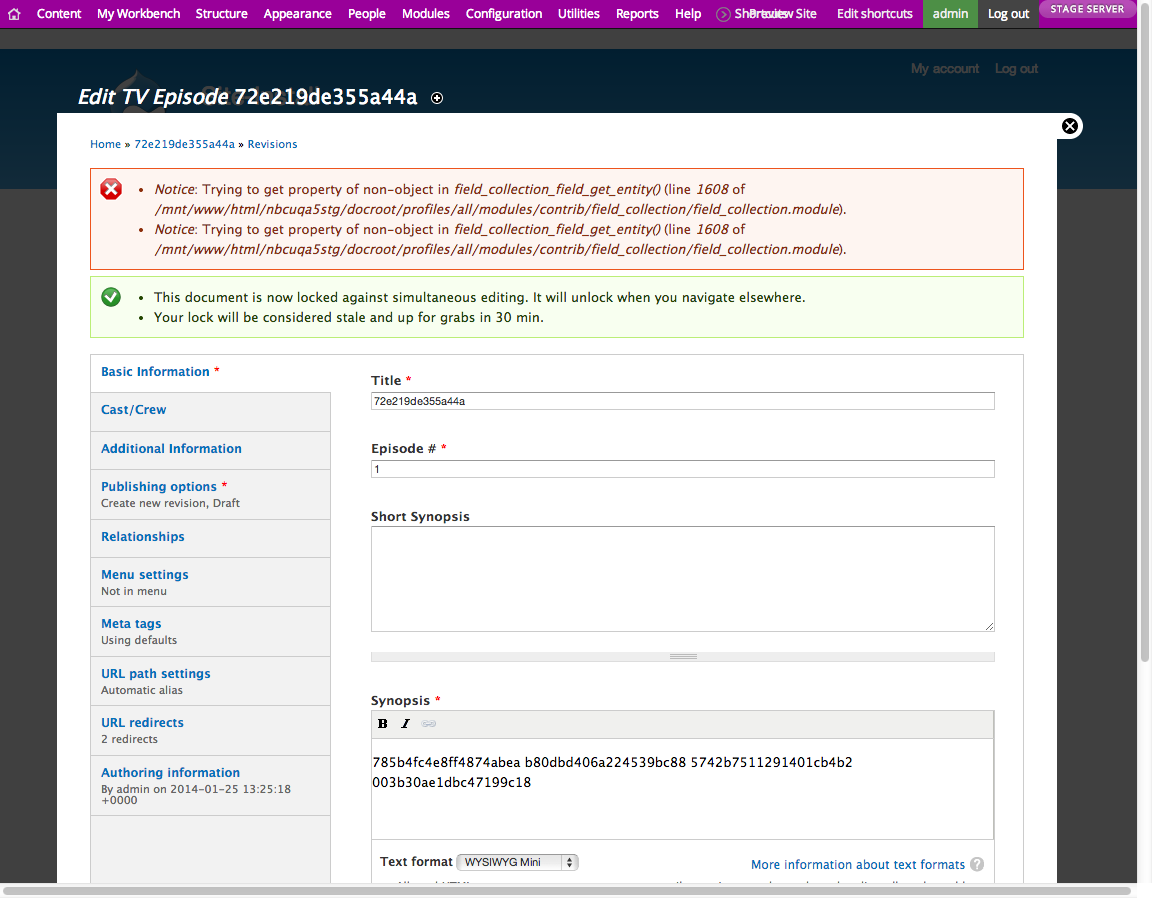 Content My Workbench Structure Appearance People Modules Configuration Utilities Reports Help Preview Site Edit shortcuts admin Log out STAGE SERVER
My account Log out
Edit TV Episode 72e219de355a44a
Home » 72e219de355a44a » Revisions
• Notice: Trying to get property of non-object in field_collection_field_get_entity() (line 1608 of
/mnt/www/html/nbcuqa5stg/docroot/profiles/all/modules/contrib/field_collection/field_collection.module).
• Notice: Trying to get property of non-object in field_collection_field_get_entity() (line 1608 of
/mnt/www/html/nbcuqa5stg/docroot/profiles/all/modules/contrib/field_collection/field_collection.module).
• This document is now locked against simultaneous editing. It will unlock when you navigate elsewhere.
• Your lock will be considered stale and up for grabs in 30 min.
Basic Information *
Cast/Crew
Additional Information
Publishing options *
Create new revision, Draft
Relationships
Menu settings
Not in menu
Meta tags
Using defaults
URL path settings
Automatic alias
URL redirects
2 redirects
Authoring information
By admin on 2014-01-25 13:25:18
+0000
Title *
72e219de355a44a
Episode # *
1
Short Synopsis
Synopsis *
B I
785b4fc4e8ff4874abea b80dbd406a224539bc88 5742b7511291401cb4b2
003b30ae1dbc47199c18
Text format WYSIWYG Mini
More information about text formats ?